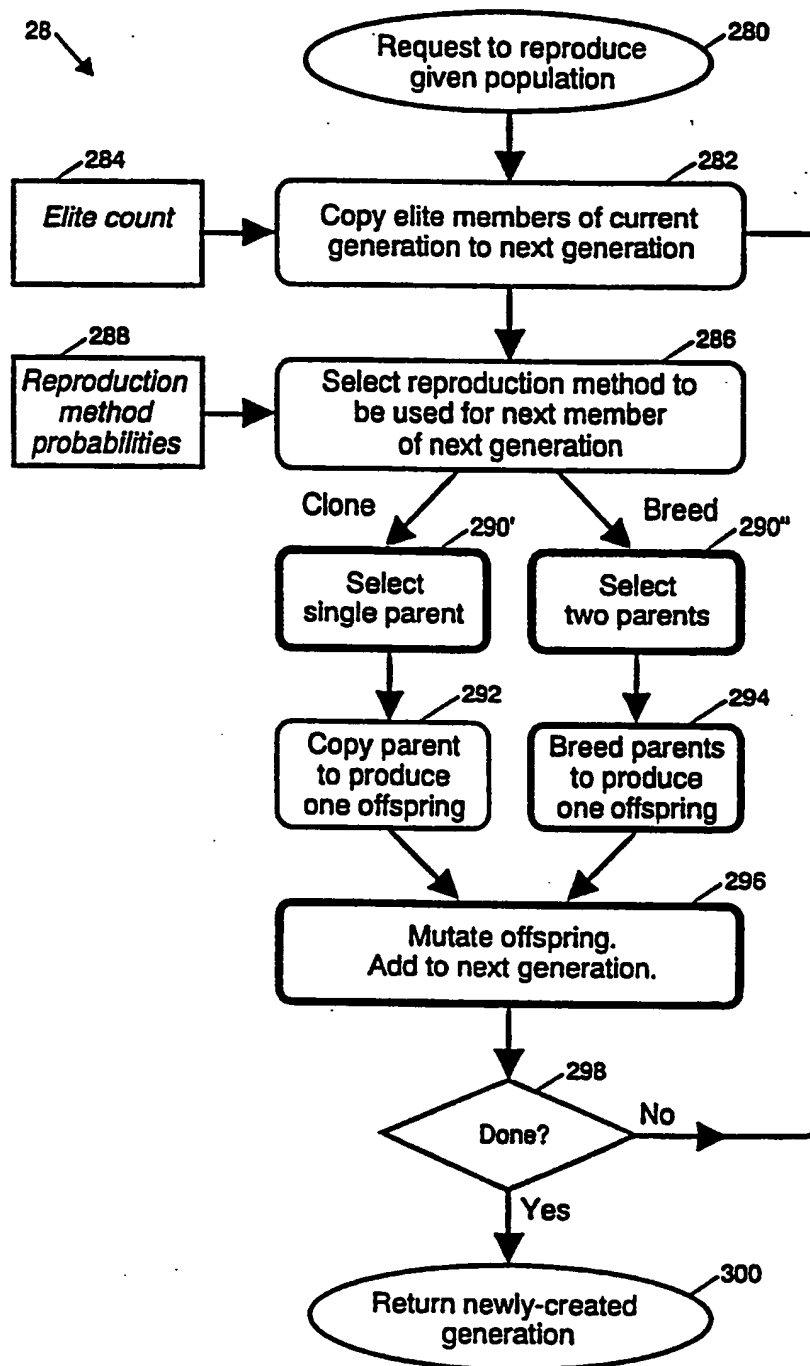 28
280
Request to reproduce
given population
284
282
Elite count
Copy elite members of current
generation to next generation
288
286
Reproduction
method
probabilities
Select reproduction method to
be used for next member
of next generation
Clone
Breed
290'
290"
Select
single parent
Select
two parents
292
294
Copy parent
to produce
one offspring
Breed parents
to produce
one offspring
296
Mutate offspring.
Add to next generation.
298
Done?
No
Yes
300
Return newly-created
generation